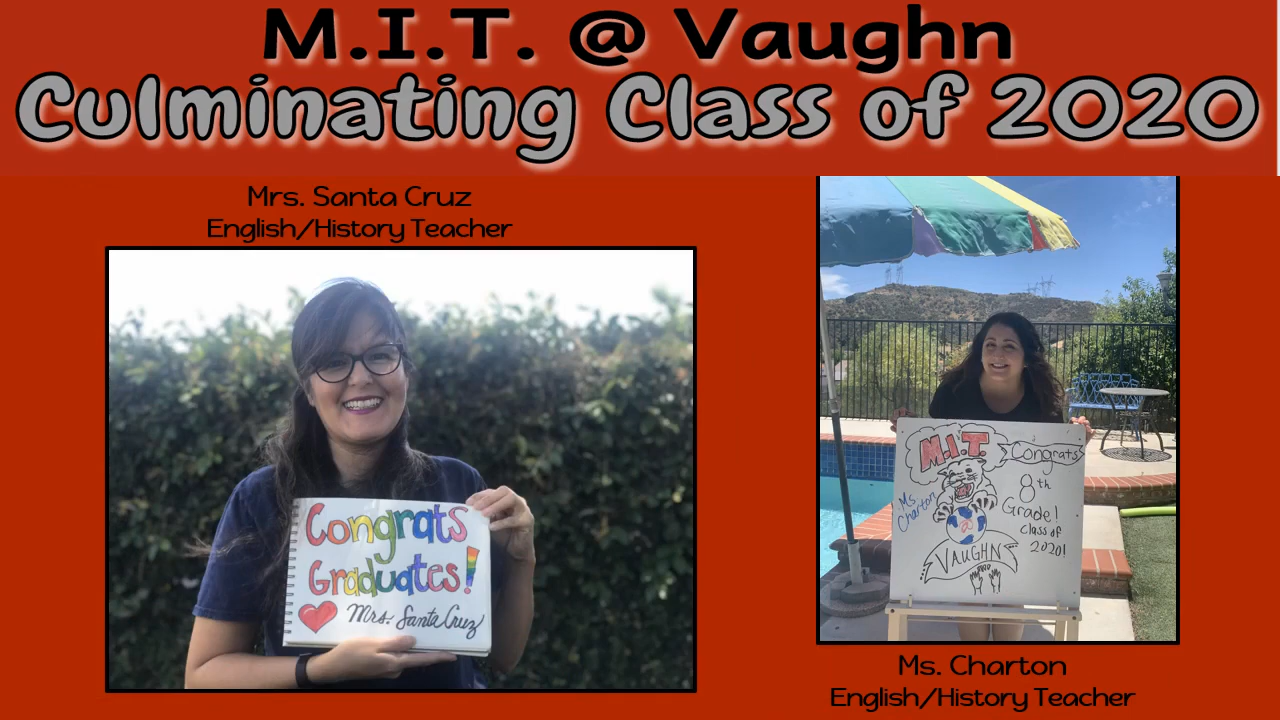 M.I.T. @ Vaughn
Culminating Class of 2020
Mrs. Santa Cruz
English/History Teacher
Congrats
Graduates!
Mrs. Santa Cruz
M.I.T.
Congrats
8th
Grade!
Class of
2020!
Ms.
Charton
@
VAUGHN
Ms. Charton
English/History Teacher